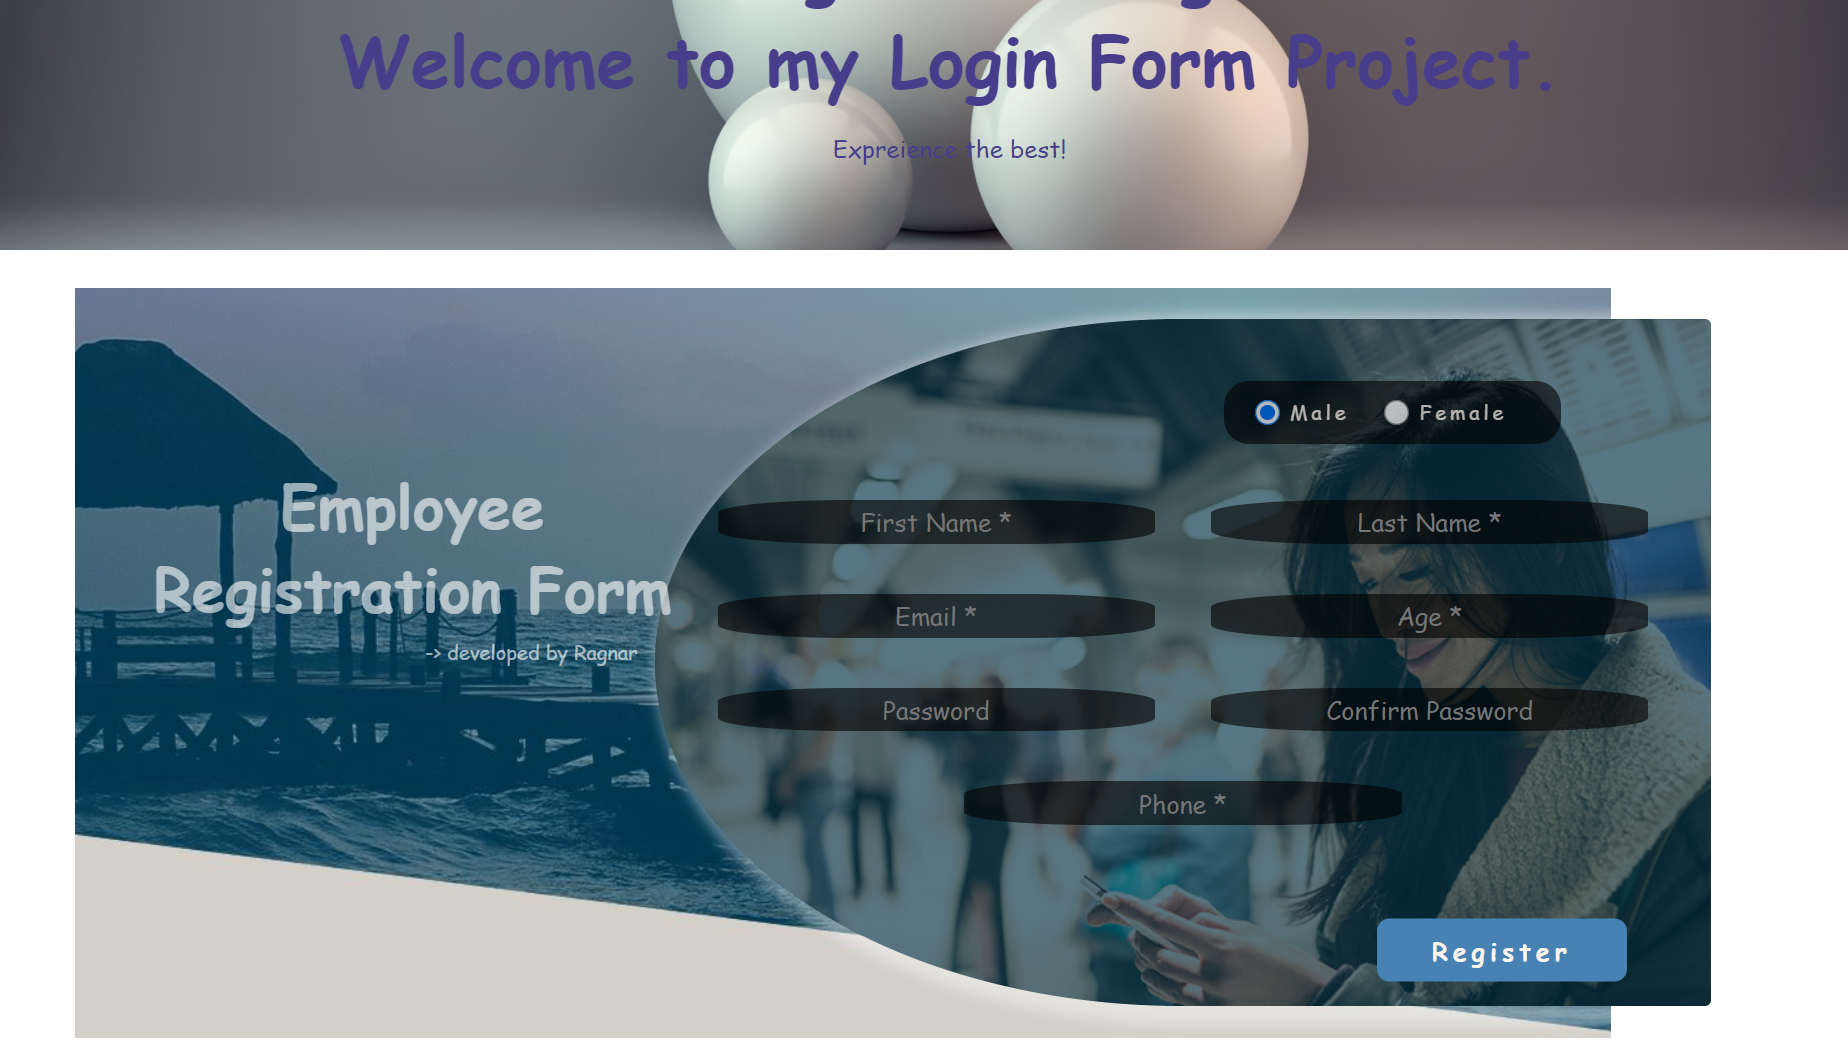 Welcome to my Login Form Project.
Expreience the best!
Male
Female
Employee
Registration Form
-> developed by Ragnar
First Name *
Last Name *
Email *
Age *
Password
Confirm Password
Phone *
Register